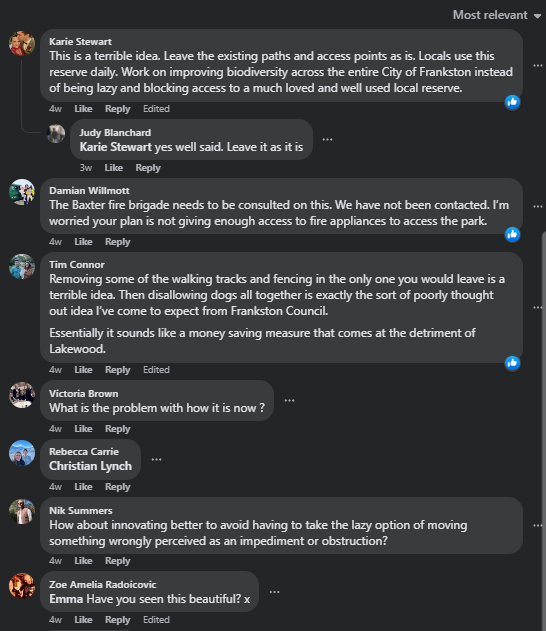 Most relevant
Karie Stewart
This is a terrible idea. Leave the existing paths and access points as is. Locals use this
reserve daily. Work on improving biodiversity across the entire City of Frankston instead
of being lazy and blocking access to a much loved and well used local reserve.
4w Like Reply Edited
Judy Blanchard
Karie Stewart yes well said. Leave it as it is
3w Like Reply
Damian Willmott
The Baxter fire brigade needs to be consulted on this. We have not been contacted. I'm
worried your plan is not giving enough access to fire appliances to access the park.
4w Like Reply
Tim Connor
Removing some of the walking tracks and fencing in the only one you would leave is a
terrible idea. Then disallowing dogs all together is exactly the sort of poorly thought
out idea I've come to expect from Frankston Council.
Essentially it sounds like a money saving measure that comes at the detriment of
Lakewood.
4w Like Reply Edited
Victoria Brown
What is the problem with how it is now ?
4w Like Reply
Rebecca Carrie
Christian Lynch
4w Like Reply
Nik Summers
How about innovating better to avoid having to take the lazy option of moving
something wrongly perceived as an impediment or obstruction?
4w Like Reply
Zoe Amelia Radoicovic
Emma Have you seen this beautiful? x
4w Like Reply Edited